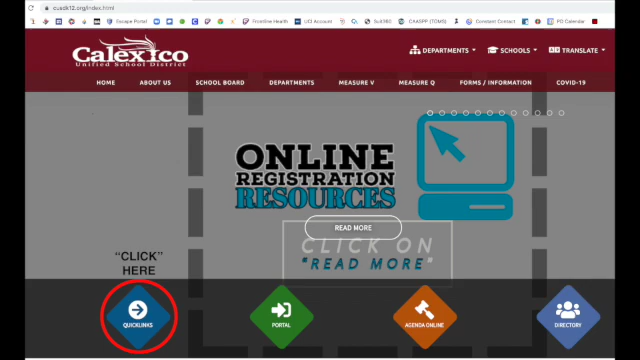 cusdk12.org/index.html
Escape Portal
Frontline Health
UCI Account
Sub380
CAASPP (TOMS)
Constant Contact
PD Calendar
Calexico
Unified School District
DEPARTMENTS
SCHOOLS
TRANSLATE
HOME
ABOUT US
SCHOOL BOARD
DEPARTMENTS
MEASURE V
MEASURE Q
FORMS / INFORMATION
COVID-19
ONLINE
REGISTRATION
RESOURCES
READ MORE
CLICK ON
"READ MORE"
“CLICK”
HERE
QUICKLINKS
PORTAL
AGENDA ONLINE
DIRECTORY